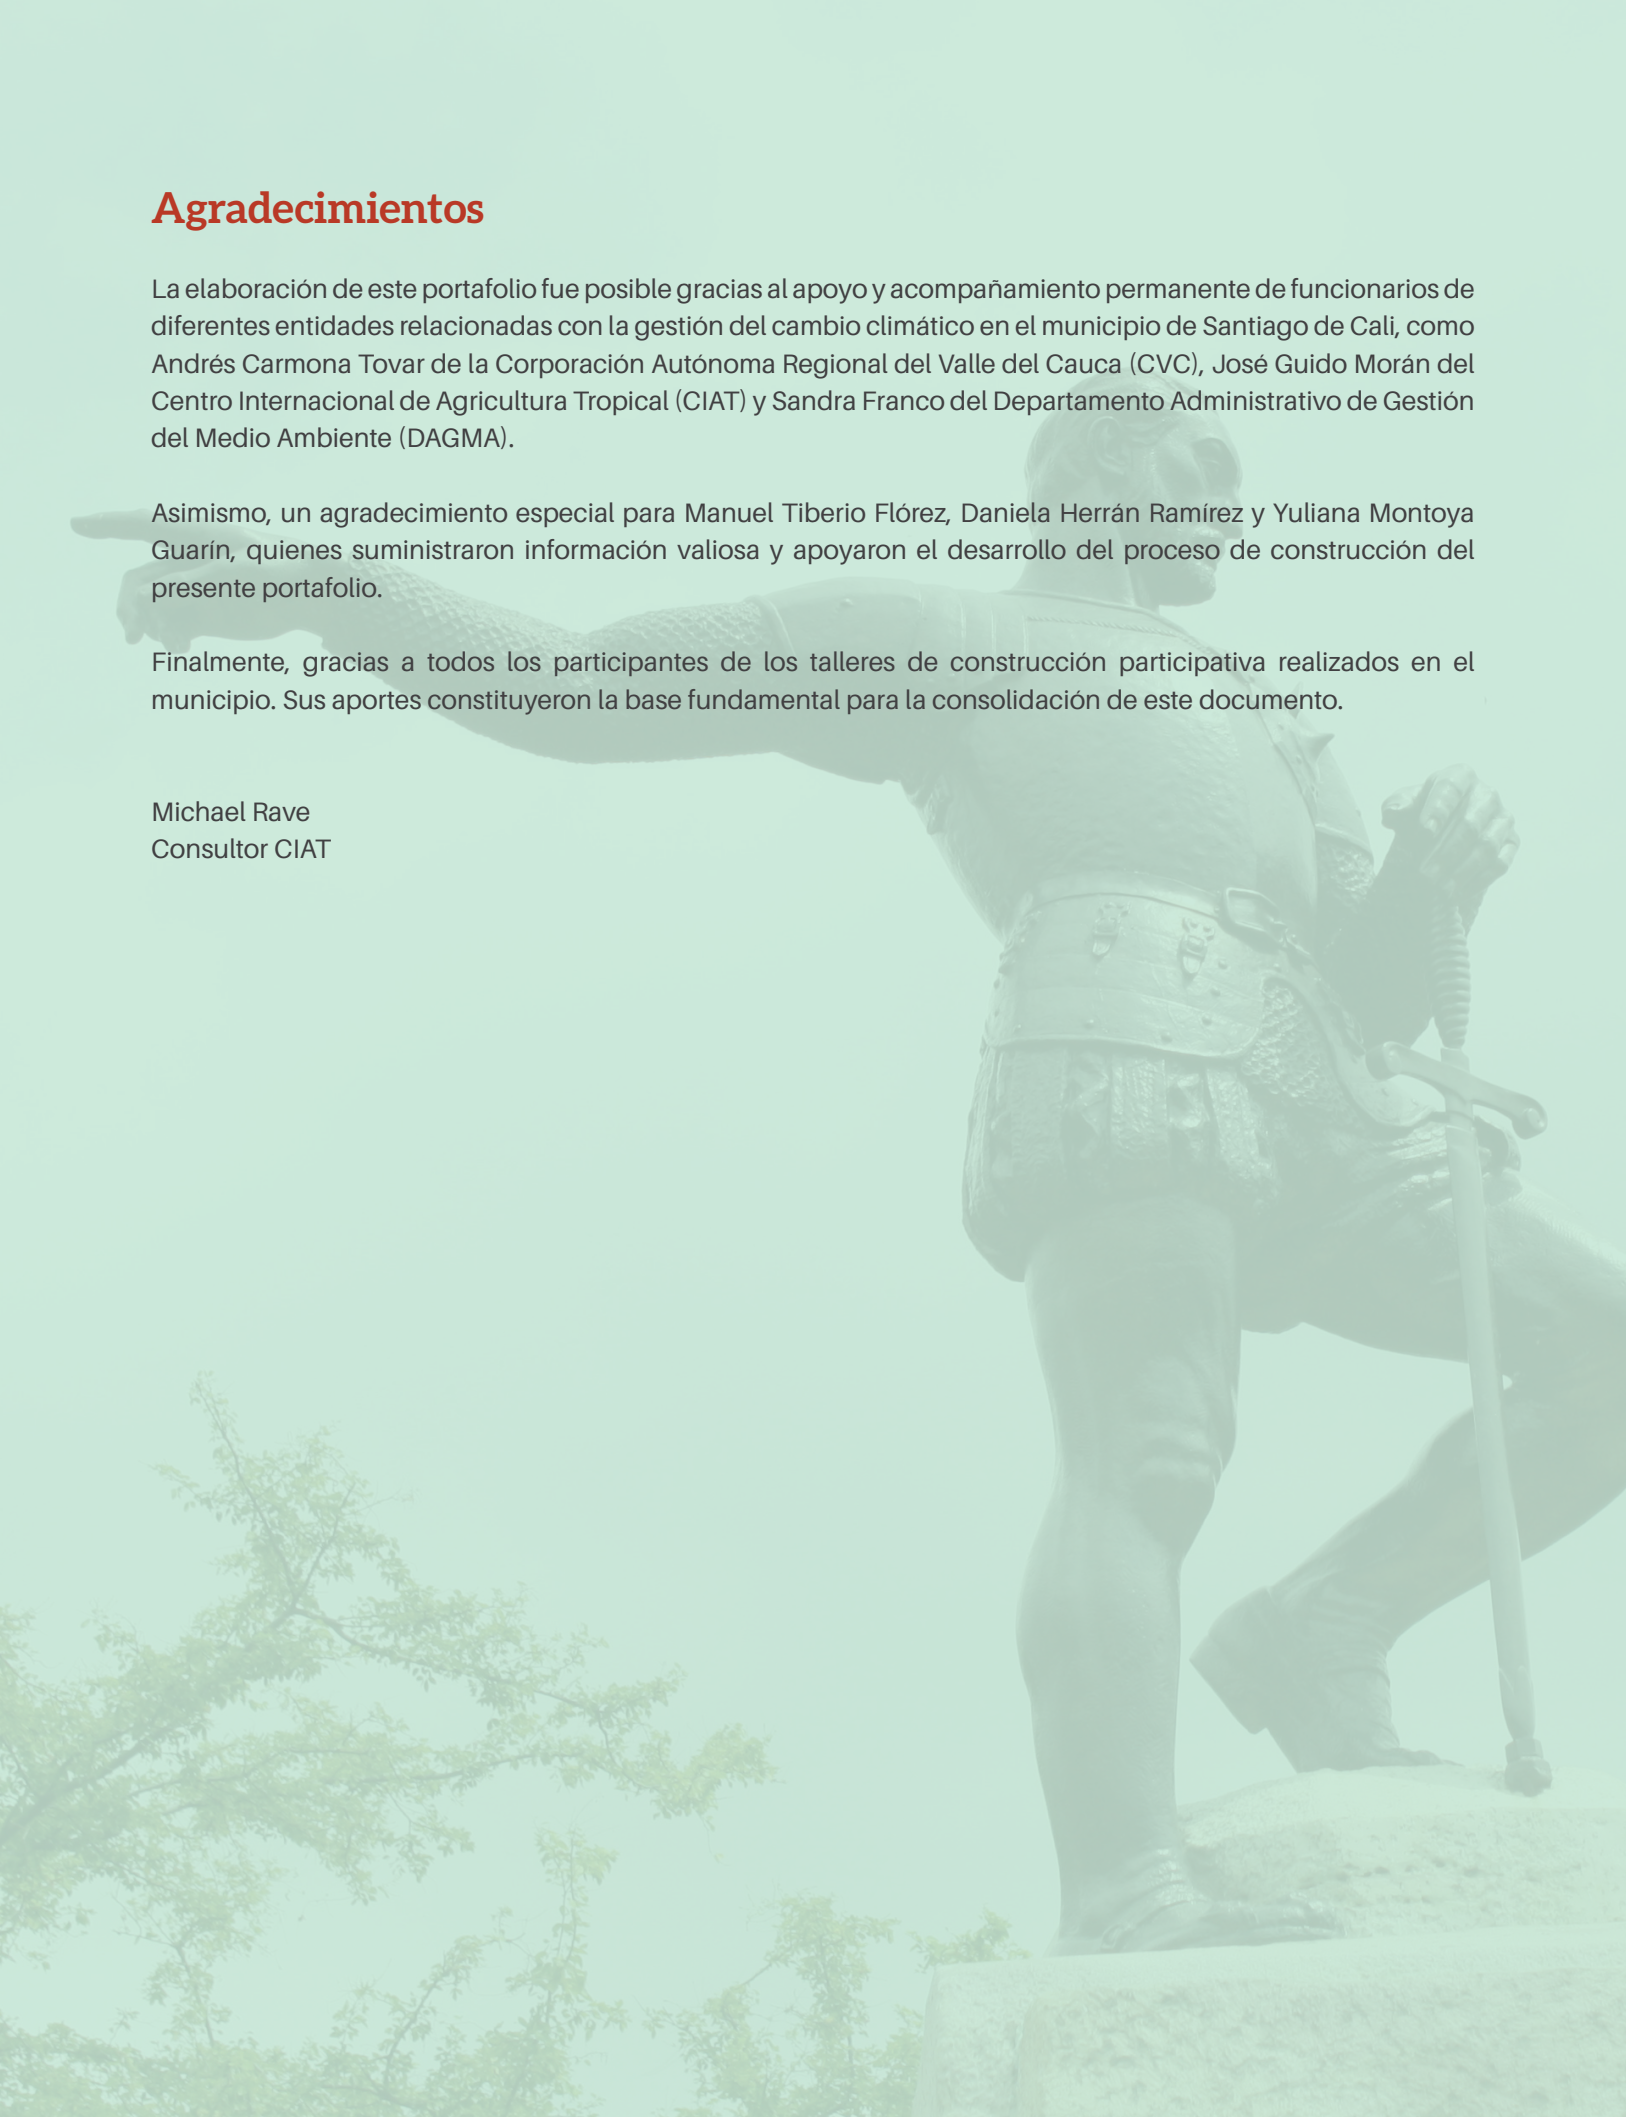 Agradecimientos
La elaboración de este portafolio fue posible gracias al apoyo y acompañamiento permanente de funcionarios de
diferentes entidades relacionadas con la gestión del cambio climático en el municipio de Santiago de Cali, como
Andrés Carmona Tovar de la Corporación Autónoma Regional del Valle del Cauca (CVC), José Guido Morán del
Centro Internacional de Agricultura Tropical (CIAT) y Sandra Franco del Departamento Administrativo de Gestión
del Medio Ambiente (DAGMA).
Asimismo, un agradecimiento especial para Manuel Tiberio Flórez, Daniela Herrán Ramírez y Yuliana Montoya
Guarín, quienes suministraron información valiosa y apoyaron el desarrollo del proceso de construcción del
presente portafolio.
Finalmente, gracias a todos los participantes de los talleres de construcción participativa realizados en el
municipio. Sus aportes constituyeron la base fundamental para la consolidación de este documento.
Michael Rave
Consultor CIAT